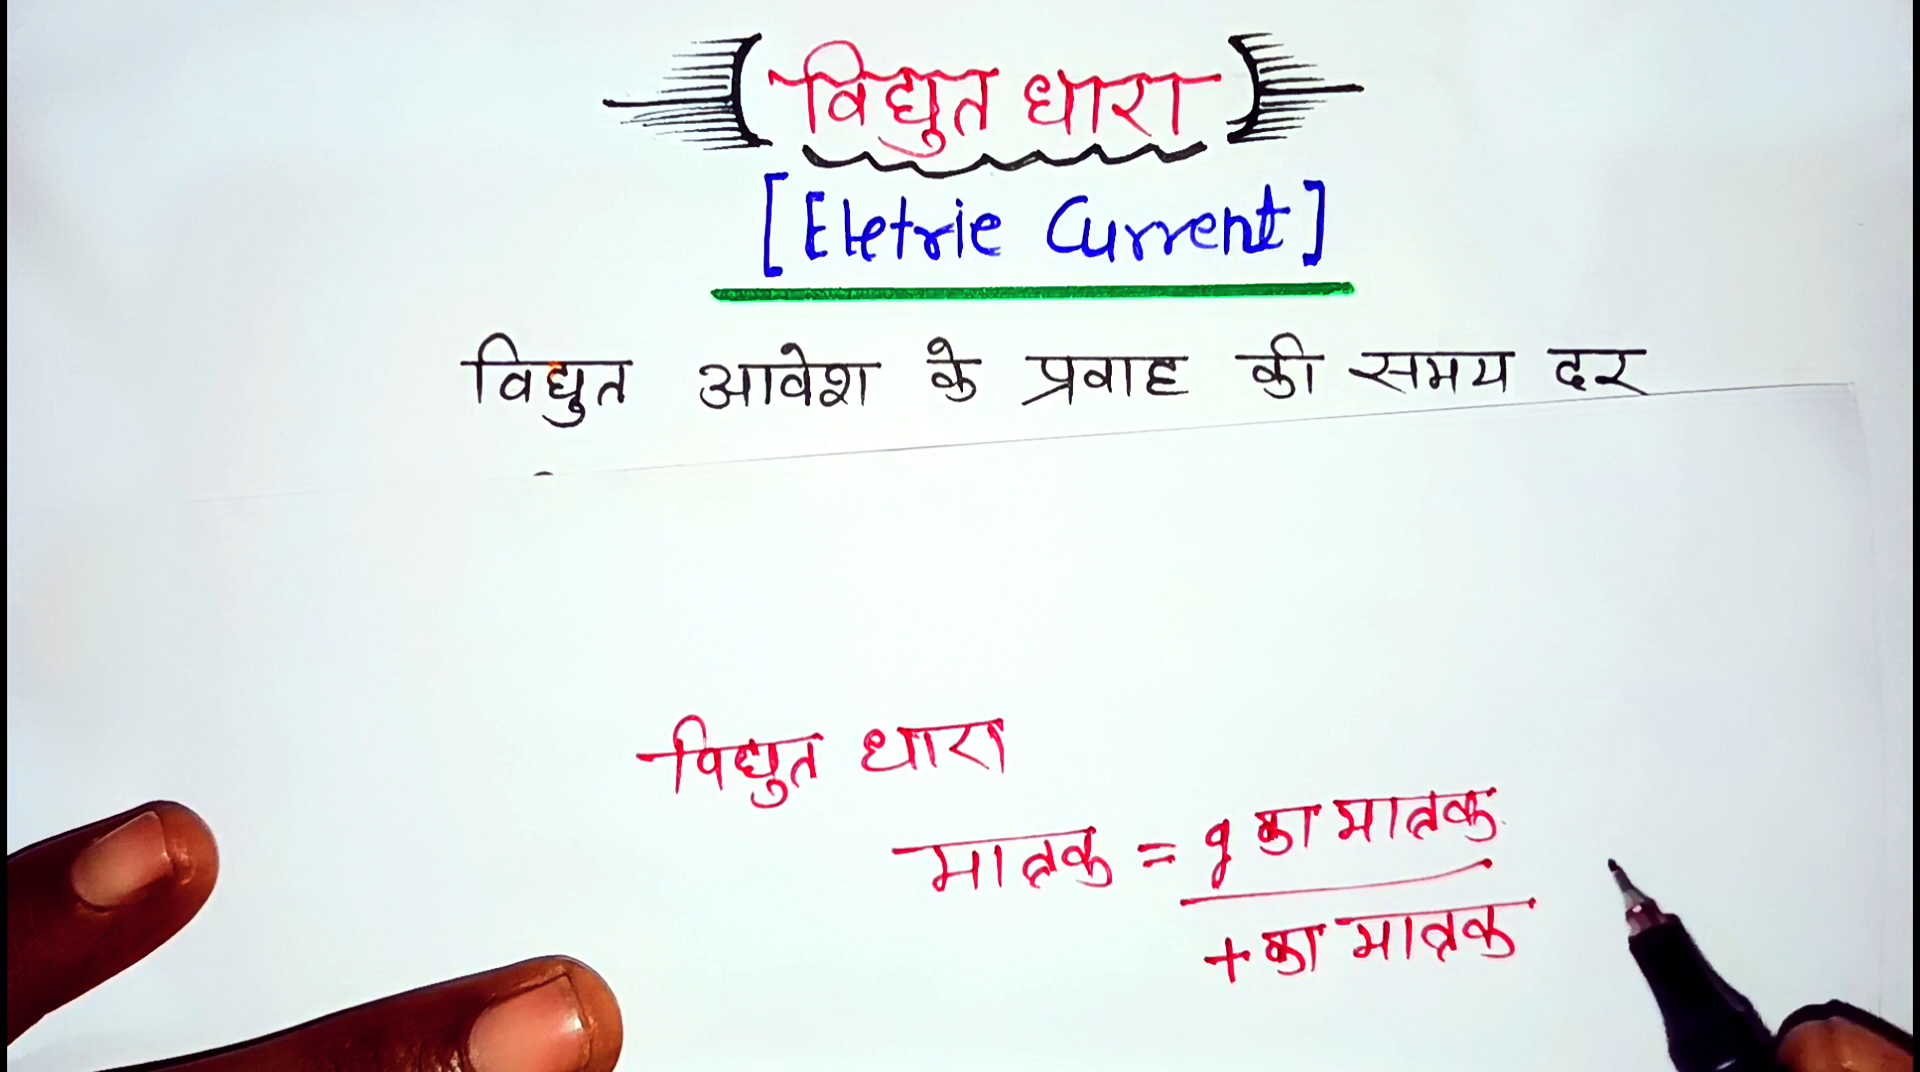 विद्युत धारा
[Eletrie Current]
विद्युत आवेश के प्रवाह की समय दर
विद्युत धारा
मात्रक = q का मात्रक
t का मात्रक